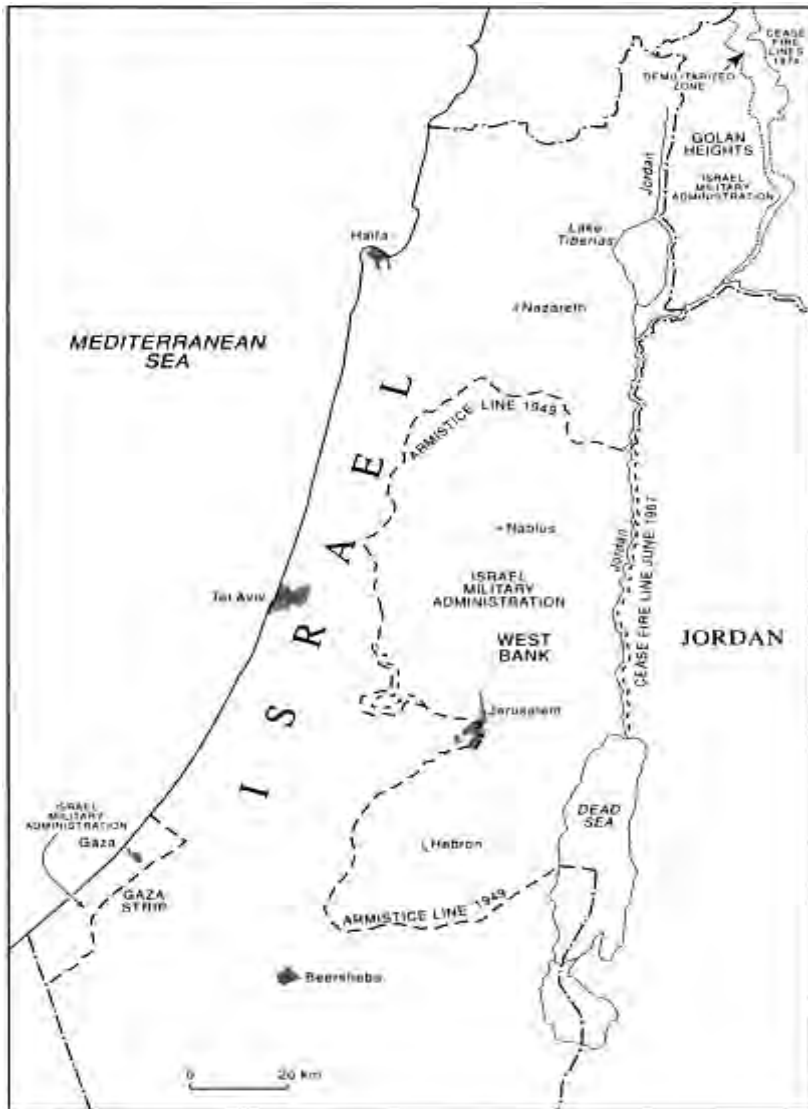 CEASE
FIRE
LINES
1974
DEMILITARIZED
ZONE
GOLAN
HEIGHTS
ISRAEL
MILITARY
ADMINISTRATION
Jordan
Lake
Tiberias
Haifa
Nazareth
MEDITERRANEAN
SEA
ISRAEL
ARMISTICE LINE 1949
Nablus
Jordan
CEASE FIRE LINE JUNE 1967
ISRAEL
MILITARY
ADMINISTRATION
Tel Aviv
WEST
BANK
JORDAN
Jerusalem
DEAD
SEA
ISRAEL
MILITARY
ADMINISTRATION
Gaza
Hebron
GAZA
STRIP
ARMISTICE LINE 1949
Beersheba
0 20 km